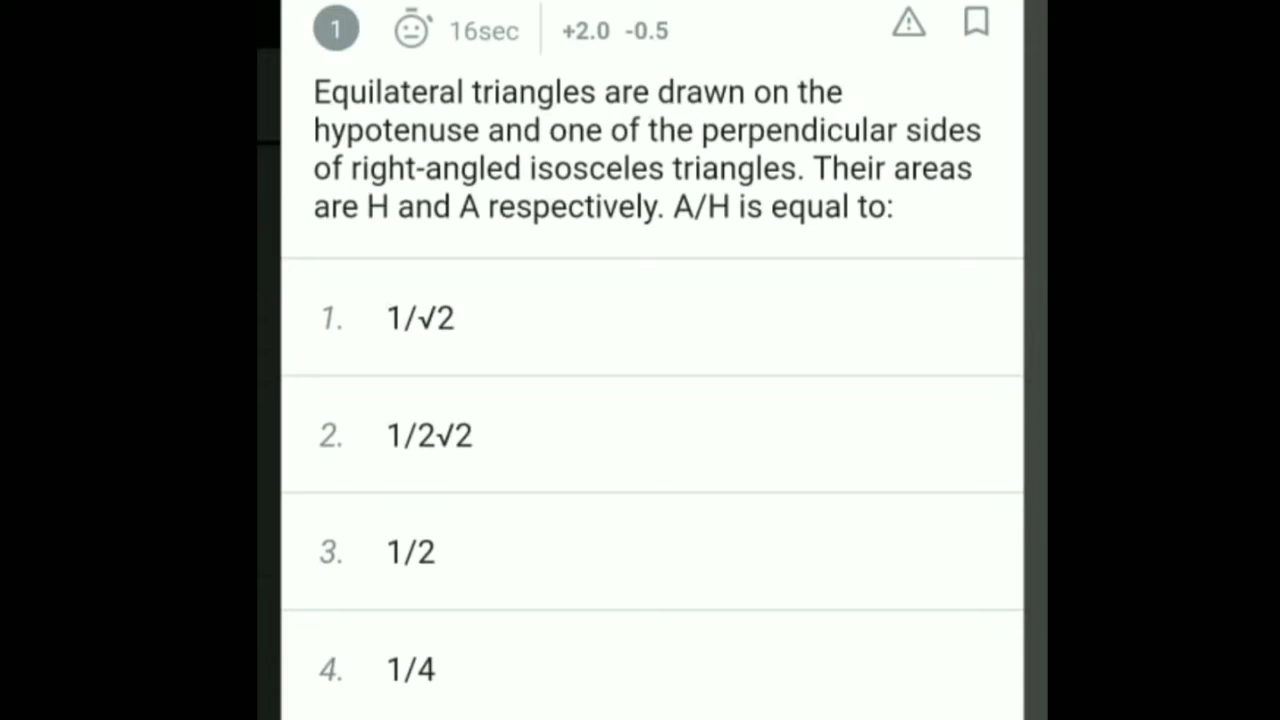 1 16sec +2.0 -0.5
Equilateral triangles are drawn on the
hypotenuse and one of the perpendicular sides
of right-angled isosceles triangles. Their areas
are H and A respectively. A/H is equal to:
1. 1/√2
2. 1/2√2
3. 1/2
4. 1/4